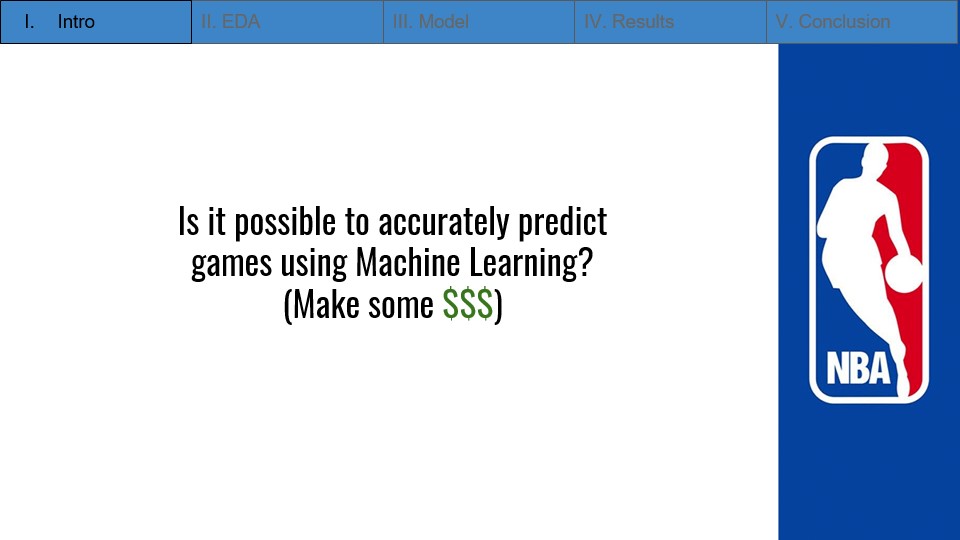 I. Intro
II. EDA
III. Model
IV. Results
V. Conclusion
Is it possible to accurately predict
games using Machine Learning?
(Make some $$$)
NBA